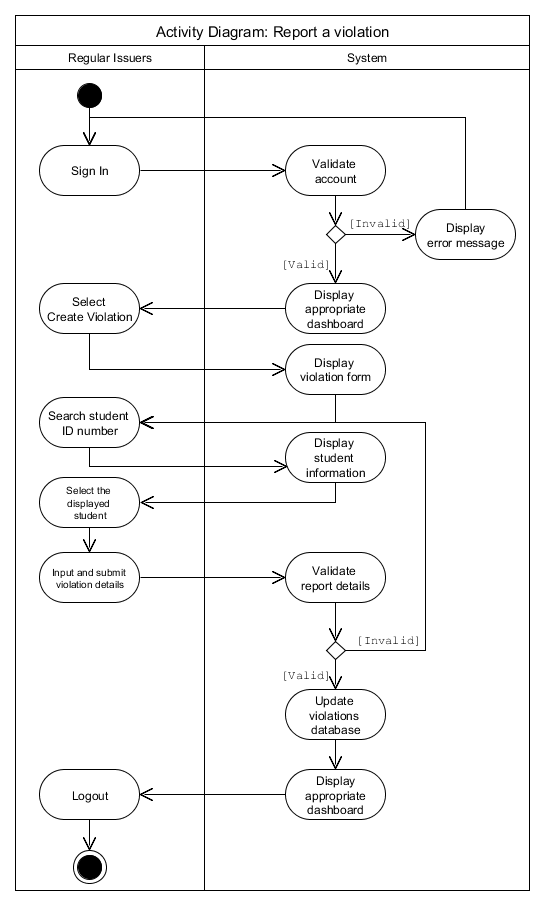 Activity Diagram: Report a violation
Regular Issuers
System
Sign In
Validate
account
[Invalid]
Display
error message
[Valid]
Select
Create Violation
Display
appropriate
dashboard
Display
violation form
Search student
ID number
Display
student
information
Select the
displayed
student
Input and submit
violation details
Validate
report details
[Invalid]
[Valid]
Update
violations
database
Logout
Display
appropriate
dashboard